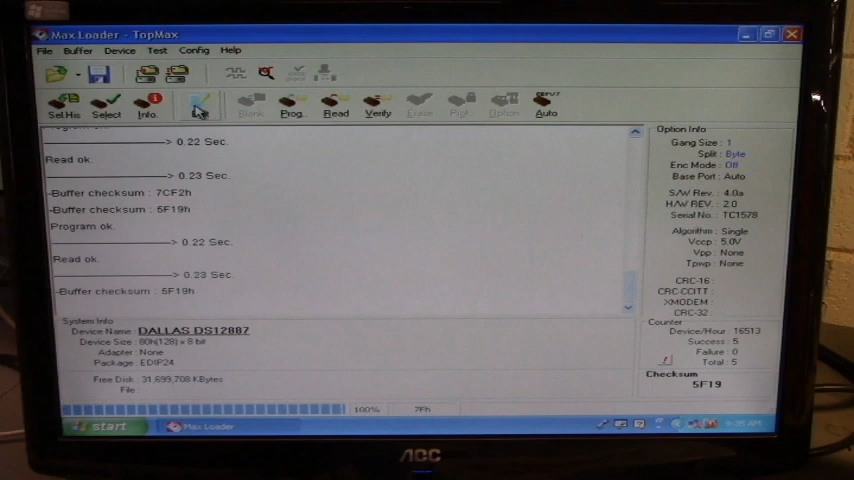 Max Loader - TopMax
File Buffer Device Test Config Help
Sel.His Select Info. Blank Prog. Read Verify Erase Option Auto
> 0.22 Sec.
Read ok.
> 0.23 Sec.
-Buffer checksum : 7CF2h
-Buffer checksum : 5F19h
Program ok.
> 0.22 Sec.
Read ok.
> 0.23 Sec.
-Buffer checksum : 5F19h
Option Info
Gang Size : 1
Split : Byte
Enc Mode : Off
Base Port : Auto
S/W Rev. : 4.0a
H/W REV. : 2.0
Serial No. : TC1578
Algorithm : Single
Vccp : 5.0V
Vpp : None
Tpwp : None
CRC-16 :
CRC-CCITT :
XMODEM :
CRC-32 :
Counter
Device/Hour : 16513
Success : 5
Failure : 0
Total : 5
Checksum
5F19
System Info
Device Name : DALLAS DS12887
Device Size : 80h(128) x 8 bit
Adapter : None
Package : EDIP24
Free Disk : 31,699,708 KBytes
File :
100% 7Fh
start Max Loader 9:35 AM
AOC